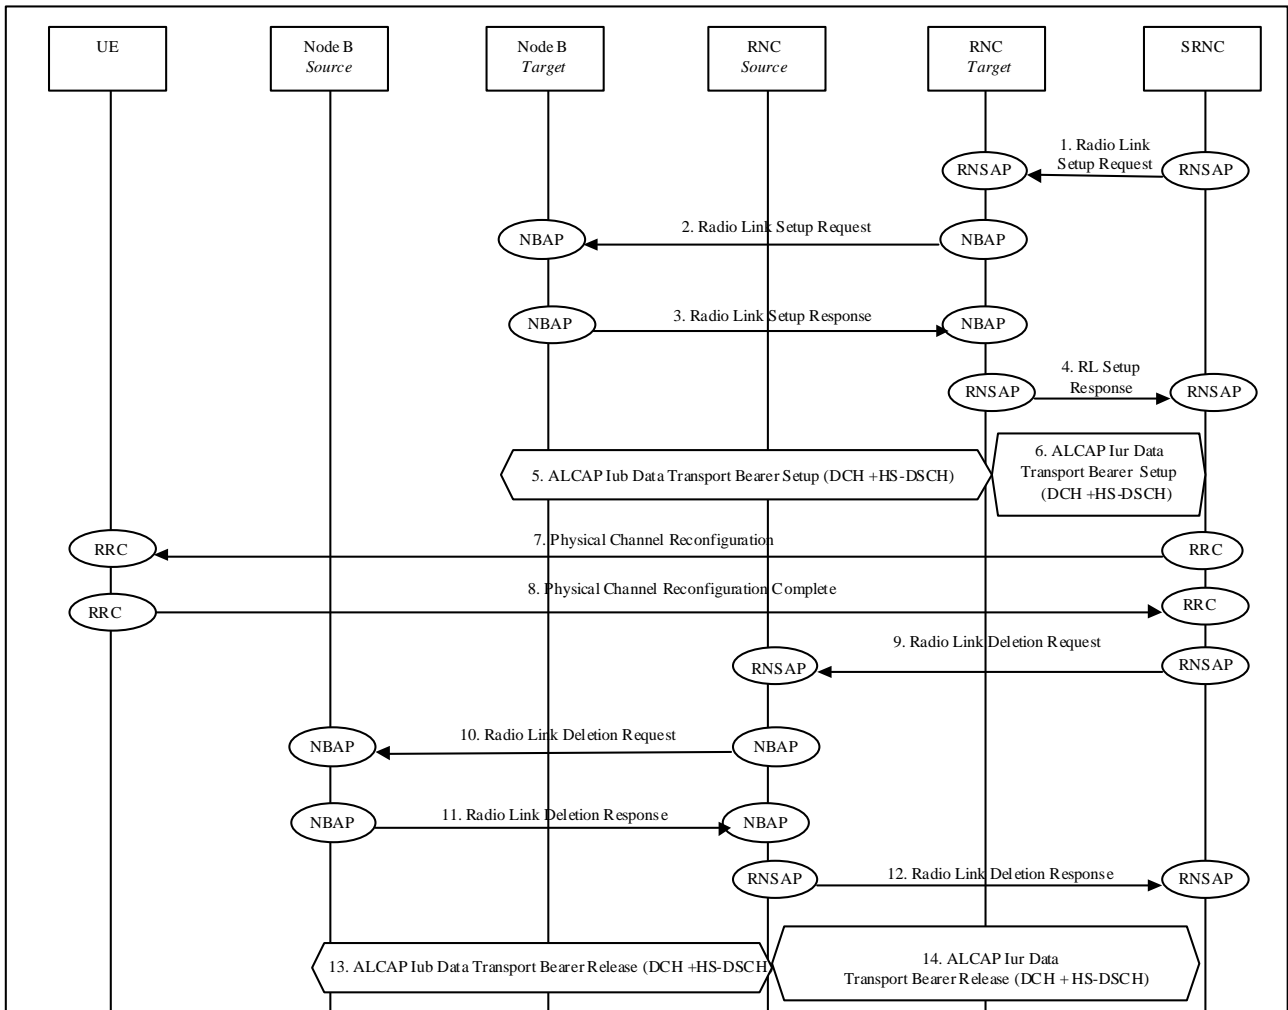 UE
Node B
Source
Node B
Target
RNC
Source
RNC
Target
SRNC
1. Radio Link
Setup Request
RNSAP
RNSAP
2. Radio Link Setup Request
NBAP
NBAP
3. Radio Link Setup Response
NBAP
NBAP
4. RL Setup
Response
RNSAP
RNSAP
5. ALCAP Iub Data Transport Bearer Setup (DCH +HS-DSCH)
6. ALCAP Iur Data
Transport Bearer Setup
(DCH +HS-DSCH)
7. Physical Channel Reconfiguration
RRC
RRC
8. Physical Channel Reconfiguration Complete
RRC
RRC
9. Radio Link Deletion Request
RNSAP
RNSAP
10. Radio Link Deletion Request
NBAP
NBAP
11. Radio Link Deletion Response
NBAP
NBAP
12. Radio Link Deletion Response
RNSAP
RNSAP
13. ALCAP Iub Data Transport Bearer Release (DCH +HS-DSCH)
14. ALCAP Iur Data
Transport Bearer Release (DCH + HS-DSCH)